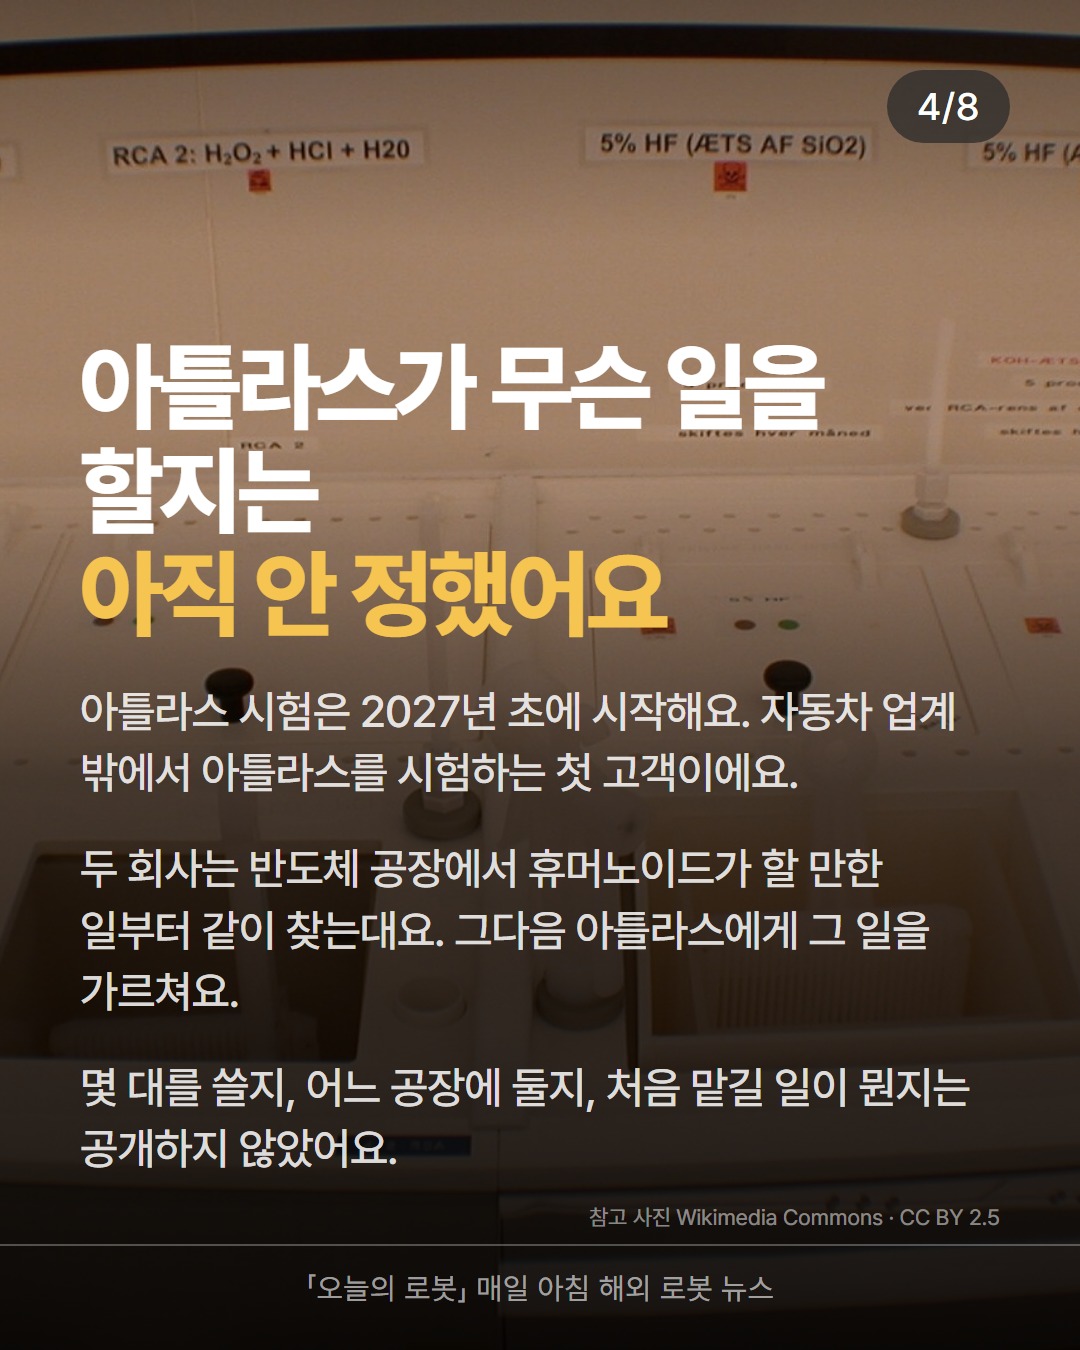 4/8
RCA 2: H₂O₂ + HCl + H20
5% HF (ÆTS AF SiO2)
5% HF (
KOH-ÆTS
5
skiftes hver måned
RCA 2
아틀라스가 무슨 일을
할지는
아직 안 정했어요
아틀라스 시험은 2027년 초에 시작해요. 자동차 업계
밖에서 아틀라스를 시험하는 첫 고객이에요.
두 회사는 반도체 공장에서 휴머노이드가 할 만한
일부터 같이 찾는대요. 그다음 아틀라스에게 그 일을
가르쳐요.
몇 대를 쓸지, 어느 공장에 둘지, 처음 맡길 일이 뭔지는
공개하지 않았어요.
참고 사진 Wikimedia Commons · CC BY 2.5
「오늘의 로봇」 매일 아침 해외 로봇 뉴스